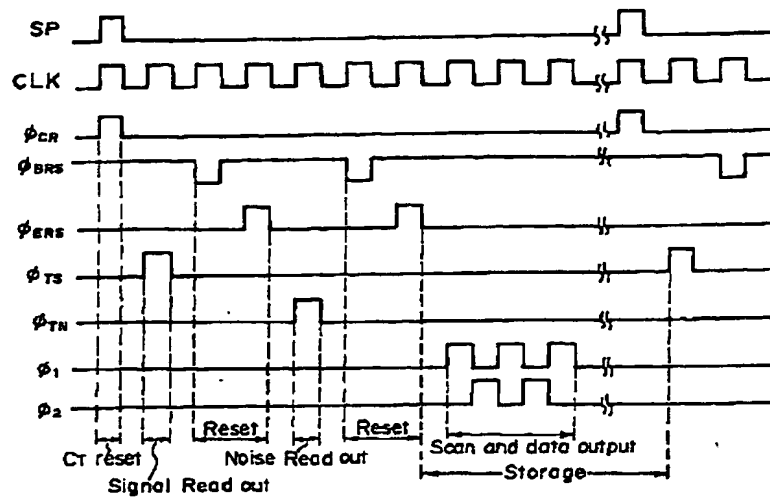 SP
CLK
ϕCR
ϕBRS
ϕERS
ϕTS
ϕTN
ϕ1
ϕ2
Reset Reset
CT reset Noise Read out Scan and data output
Signal Read out Storage